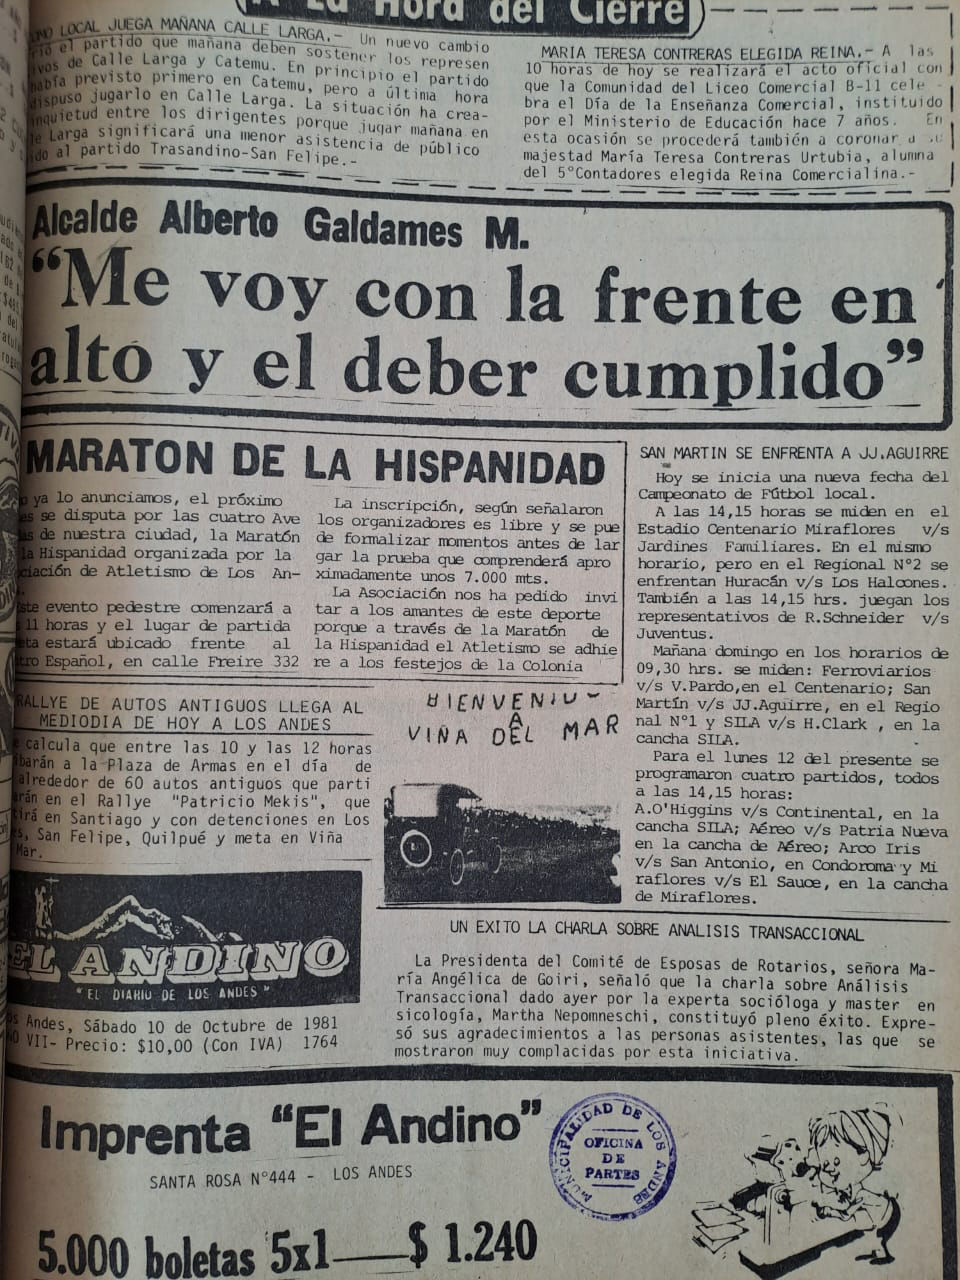 A La Hora del Cierre
LOCAL JUEGA MAÑANA CALLE LARGA.- Un nuevo cambio
el partido que mañana deben sostener los represen
de Calle Larga y Catemu. En principio el partido
había previsto primero en Catemu, pero a última hora
dispuso jugarlo en Calle Larga. La situación ha crea-
inquietud entre los dirigentes porque jugar mañana en
Larga significará una menor asistencia de público
al partido Trasandino-San Felipe.-
MARIA TERESA CONTRERAS ELEGIDA REINA.- A las
10 horas de hoy se realizará el acto oficial con
que la Comunidad del Liceo Comercial B-11 cele -
bra el Día de la Enseñanza Comercial, instituido
por el Ministerio de Educación hace 7 años. En
esta ocasión se procederá también a coronar a su
majestad María Teresa Contreras Urtubia, alumna
del 5°Contadores elegida Reina Comercialina.-
Alcalde Alberto Galdames M.
“Me voy con la frente en
alto y el deber cumplido”
MARATON DE LA HISPANIDAD
ya lo anunciamos, el próximo
se disputa por las cuatro Ave
de nuestra ciudad, la Maratón
la Hispanidad organizada por la
ciación de Atletismo de Los An-
este evento pedestre comenzará a
11 horas y el lugar de partida
eta estará ubicado frente al
tro Español, en calle Freire 332
La inscripción, según señalaron
los organizadores es libre y se pue
de formalizar momentos antes de lar
gar la prueba que comprenderá apro
ximadamente unos 7.000 mts.
La Asociación nos ha pedido invi
tar a los amantes de este deporte
porque a través de la Maratón de
la Hispanidad el Atletismo se adhie
re a los festejos de la Colonia
SAN MARTIN SE ENFRENTA A JJ.AGUIRRE
Hoy se inicia una nueva fecha del
Campeonato de Fútbol local.
A las 14,15 horas se miden en el
Estadio Centenario Miraflores v/s
Jardines Familiares. En el mismo
horario, pero en el Regional N°2 se
enfrentan Huracán v/s Los Halcones.
También a las 14,15 hrs. juegan los
representativos de R.Schneider v/s
Juventus.
Mañana domingo en los horarios de
09,30 hrs. se miden: Ferroviarios
v/s V.Pardo,en el Centenario; San
Martín v/s JJ.Aguirre, en el Regio
nal N°1 y SILA v/s H.Clark , en la
cancha SILA.
Para el lunes 12 del presente se
programaron cuatro partidos, todos
a las 14,15 horas:
A.O'Higgins v/s Continental, en la
cancha SILA; Aéreo v/s Patria Nueva
en la cancha de Aéreo; Arco Iris
v/s San Antonio, en Condoroma y Mi
raflores v/s El Sauce, en la cancha
de Miraflores.
RALLYE DE AUTOS ANTIGUOS LLEGA AL
MEDIODIA DE HOY A LOS ANDES
calcula que entre las 10 y las 12 horas
barán a la Plaza de Armas en el día de
alrededor de 60 autos antiguos que parti
arán en el Rallye "Patricio Mekis", que
tirá en Santiago y con detenciones en Los
s, San Felipe, Quilpué y meta en Viña
Mar.
BIENVENIDO
A
VIÑA DEL MAR
EL ANDINO
"EL DIARIO DE LOS ANDES"
os Andes, Sábado 10 de Octubre de 1981
ÑO VII- Precio: $10,00 (Con IVA) 1764
UN EXITO LA CHARLA SOBRE ANALISIS TRANSACCIONAL
La Presidenta del Comité de Esposas de Rotarios, señora Ma-
ría Angélica de Goiri, señaló que la charla sobre Análisis
Transaccional dado ayer por la experta socióloga y master en
sicología, Martha Nepomneschi, constituyó pleno éxito. Expre-
só sus agradecimientos a las personas asistentes, las que se
mostraron muy complacidas por esta iniciativa.
Imprenta “El Andino”
SANTA ROSA N°444 - LOS ANDES
MUNICIPALIDAD DE LOS ANDES
OFICINA
DE
PARTES
5.000 boletas 5x1 $ 1.240